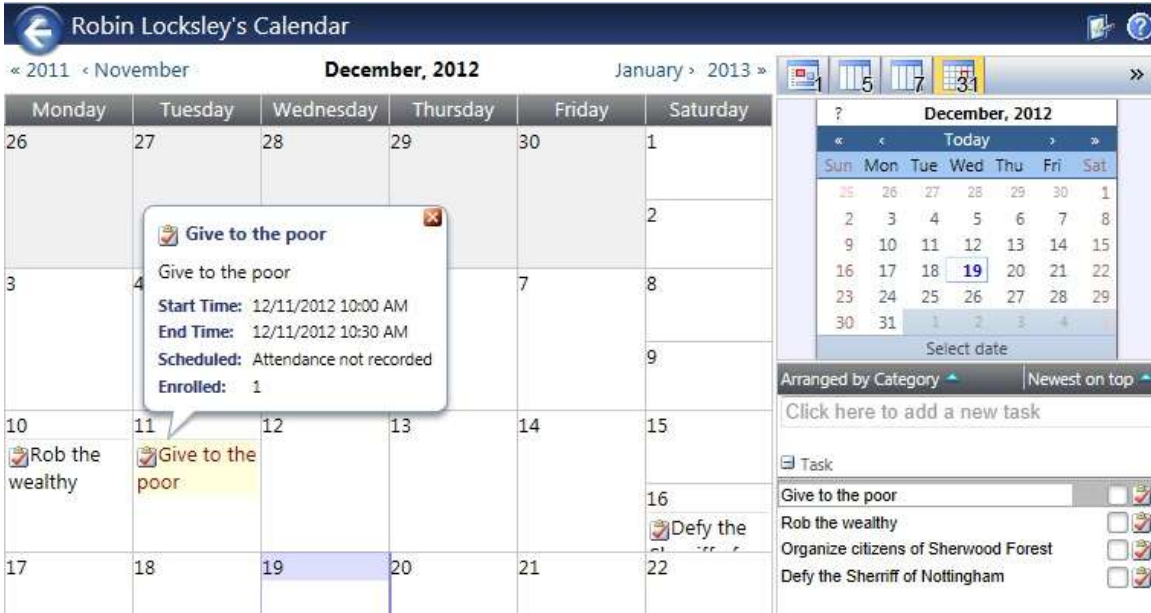 Robin Locksley's Calendar
« 2011 ‹ November December, 2012 January › 2013 »
Monday Tuesday Wednesday Thursday Friday Saturday
26 27 28 29 30 1
2
3 4 7 8
9
10 11 12 13 14 15
Rob the wealthy
Give to the poor
16
Defy the
17 18 19 20 21 22
Give to the poor
Give to the poor
Start Time: 12/11/2012 10:00 AM
End Time: 12/11/2012 10:30 AM
Scheduled: Attendance not recorded
Enrolled: 1
1 5 7 31 »
? December, 2012
« ‹ Today › »
Sun Mon Tue Wed Thu Fri Sat
25 26 27 28 29 30 1
2 3 4 5 6 7 8
9 10 11 12 13 14 15
16 17 18 19 20 21 22
23 24 25 26 27 28 29
30 31 1 2 3 4
Select date
Arranged by Category Newest on top
Click here to add a new task
Task
Give to the poor
Rob the wealthy
Organize citizens of Sherwood Forest
Defy the Sherriff of Nottingham